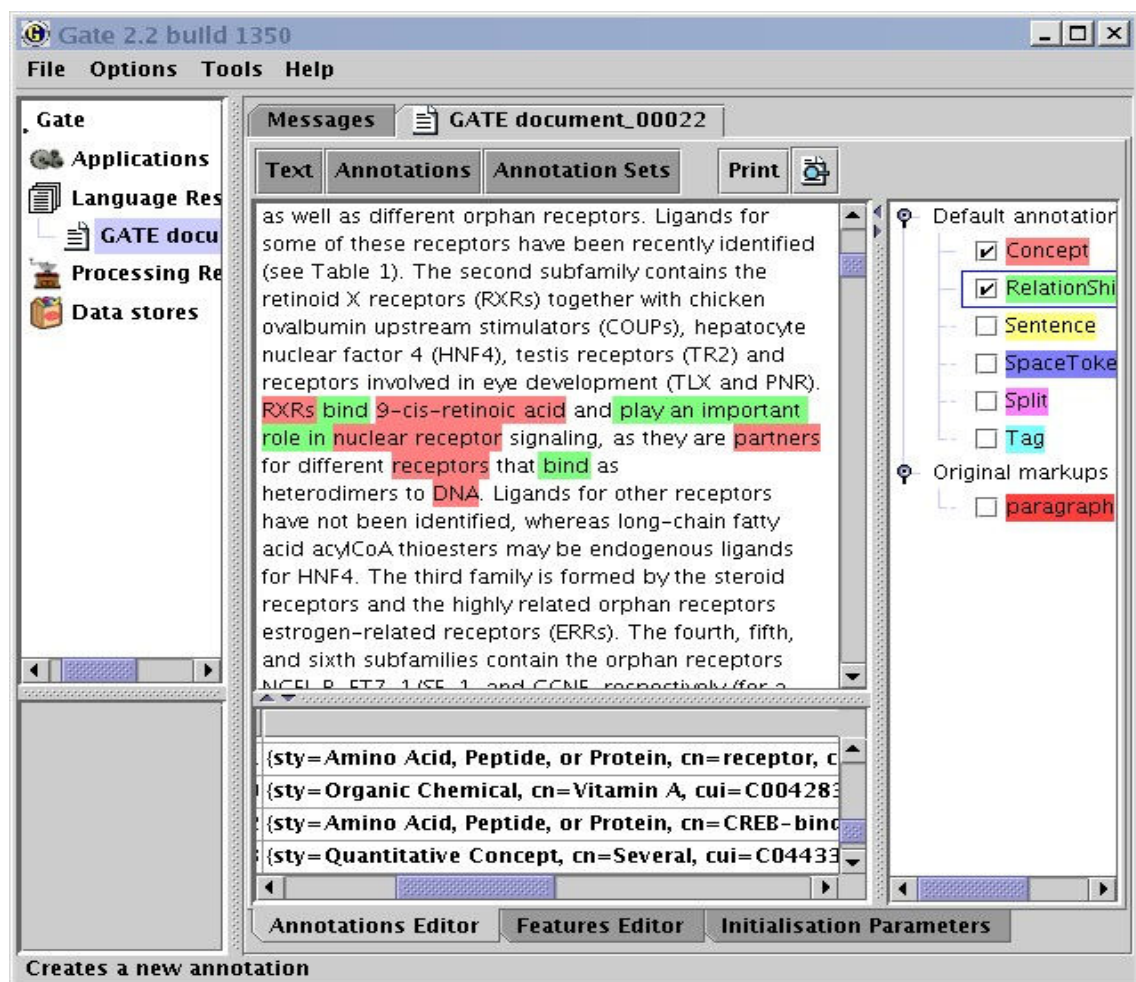 Gate 2.2 build 1350
File Options Tools Help
Gate
Applications
Language Res
GATE docu
Processing Re
Data stores
Messages GATE document_00022
Text Annotations Annotation Sets Print
as well as different orphan receptors. Ligands for
some of these receptors have been recently identified
(see Table 1). The second subfamily contains the
retinoid X receptors (RXRs) together with chicken
ovalbumin upstream stimulators (COUPs), hepatocyte
nuclear factor 4 (HNF4), testis receptors (TR2) and
receptors involved in eye development (TLX and PNR).
RXRs bind 9-cis-retinoic acid and play an important
role in nuclear receptor signaling, as they are partners
for different receptors that bind as
heterodimers to DNA. Ligands for other receptors
have not been identified, whereas long-chain fatty
acid acylCoA thioesters may be endogenous ligands
for HNF4. The third family is formed by the steroid
receptors and the highly related orphan receptors
estrogen-related receptors (ERRs). The fourth, fifth,
and sixth subfamilies contain the orphan receptors
and respectively (for a
{sty=Amino Acid, Peptide, or Protein, cn=receptor, c
{sty=Organic Chemical, cn=Vitamin A, cui=C004283
{sty=Amino Acid, Peptide, or Protein, cn=CREB-bind
{sty=Quantitative Concept, cn=Several, cui=C04433
Default annotation
Concept
RelationShi
Sentence
SpaceToke
Split
Tag
Original markups
paragraph
Annotations Editor Features Editor Initialisation Parameters
Creates a new annotation